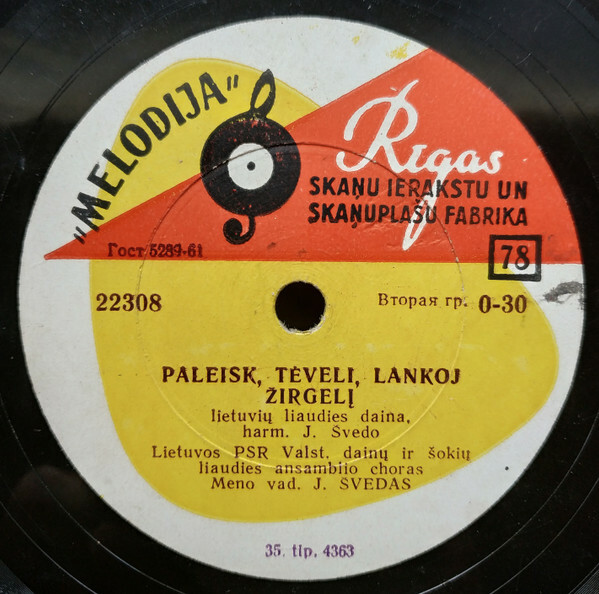 „MELODIJA”
Rīgas
SKAŅU IERAKSTU UN
SKAŅUPLAŠU FABRIKA
Гост 5289-61
78
22308
Вторая гр. 0-30
PALEISK, TĖVELI, LANKOJ
ŽIRGELĮ
lietuvių liaudies daina,
harm. J. Švedo
Lietuvos PSR Valst. dainų ir šokių
liaudies ansamblio choras
Meno vad. J. ŠVEDAS
35. tip. 4363